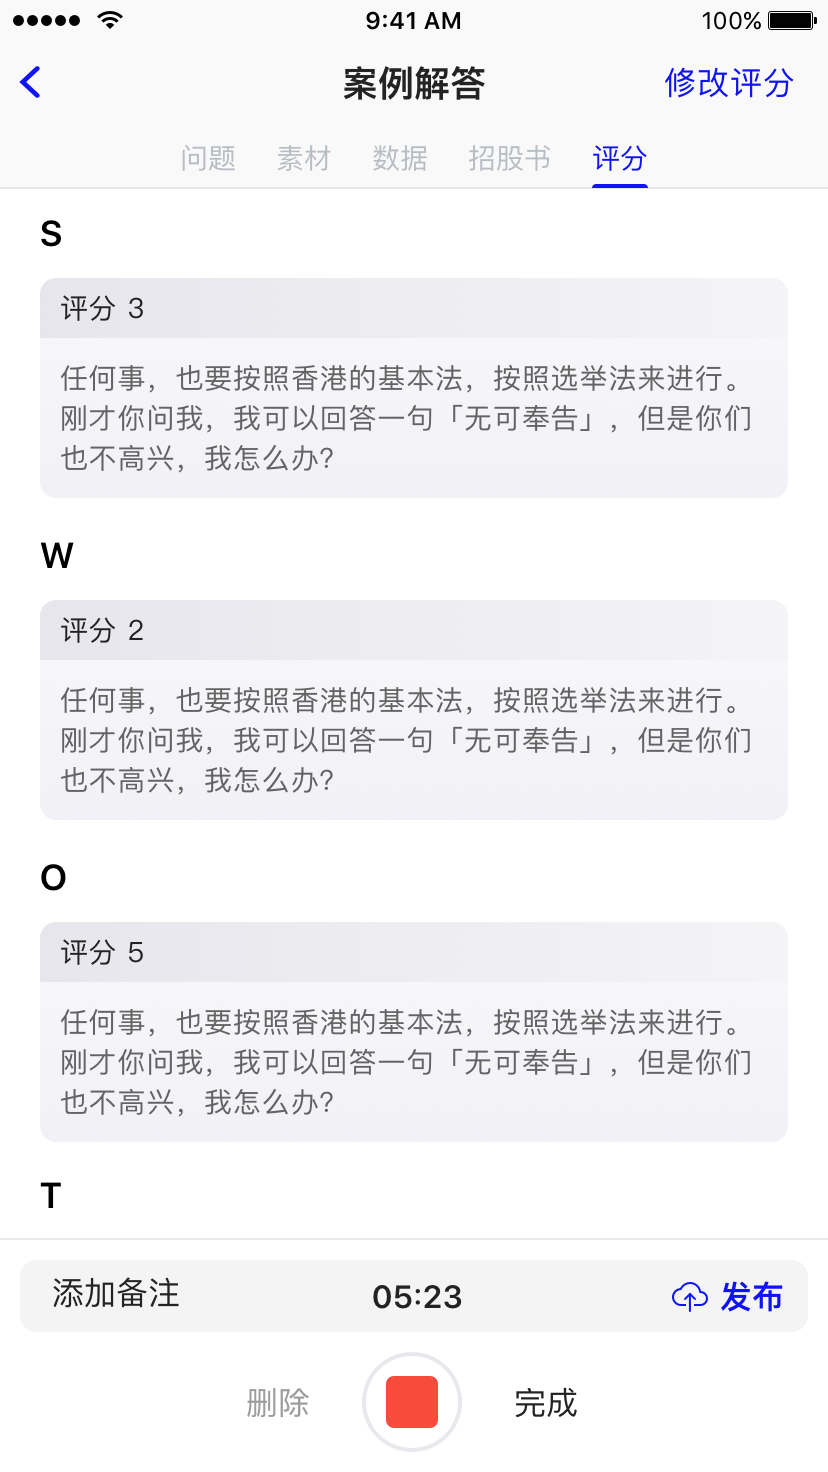 9:41 AM
100%
案例解答
修改评分
问题
素材
数据
招股书
评分
S
评分 3
任何事，也要按照香港的基本法，按照选举法来进行。
刚才你问我，我可以回答一句「无可奉告」，但是你们
也不高兴，我怎么办?
W
评分 2
任何事，也要按照香港的基本法，按照选举法来进行。
刚才你问我，我可以回答一句「无可奉告」，但是你们
也不高兴，我怎么办?
O
评分 5
任何事，也要按照香港的基本法，按照选举法来进行。
刚才你问我，我可以回答一句「无可奉告」，但是你们
也不高兴，我怎么办?
T
添加备注
05:23
发布
删除
完成